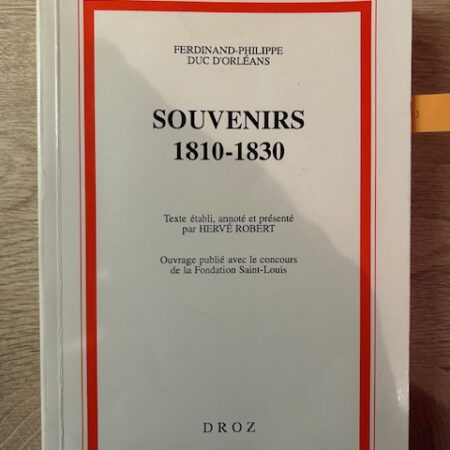 FERDINAND-PHILIPPE
DUC D'ORLÉANS
SOUVENIRS
1810-1830
Texte établi, annoté et présenté
par HERVÉ ROBERT
Ouvrage publié avec le concours
de la Fondation Saint-Louis
DROZ